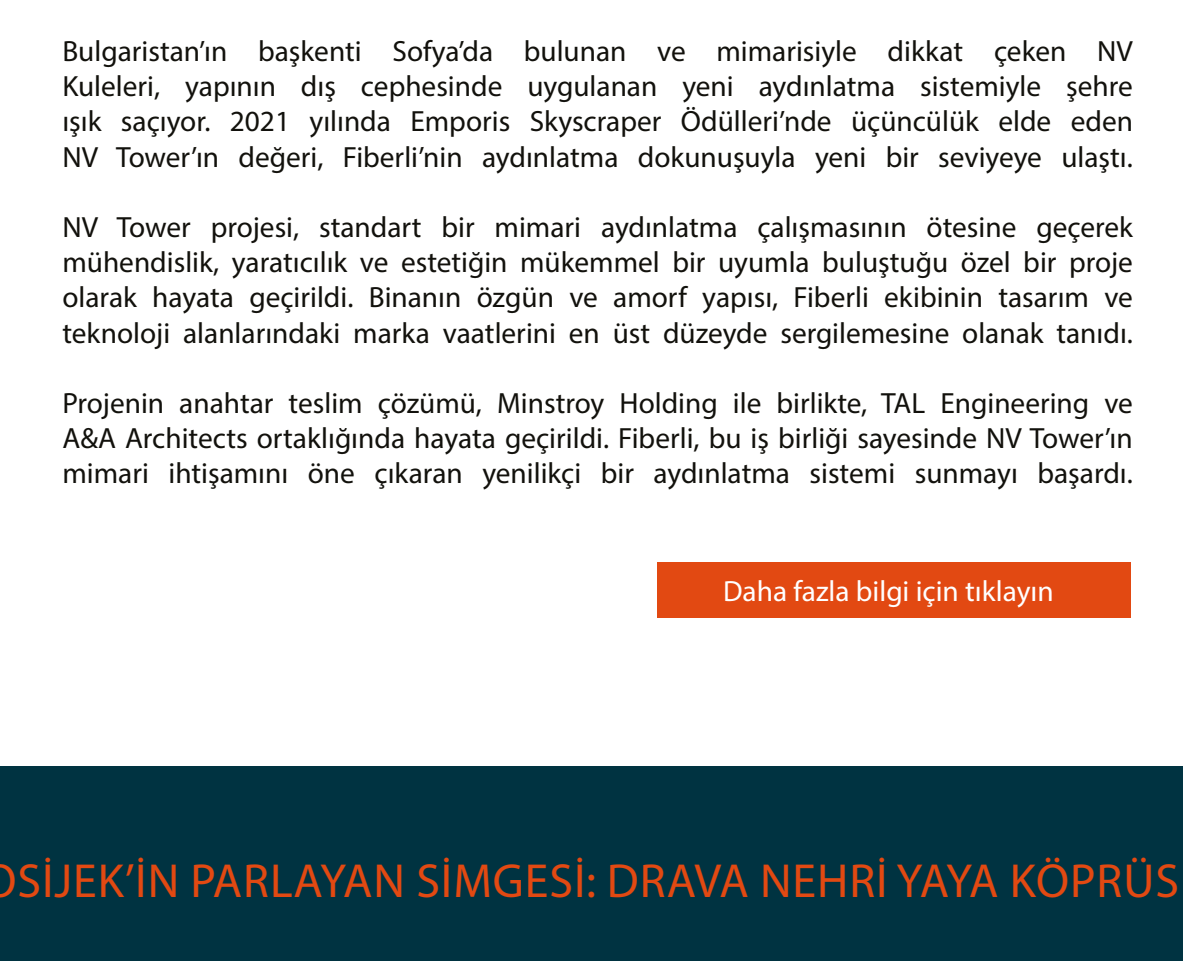 Bulgaristan’ın başkenti Sofya’da bulunan ve mimarisiyle dikkat çeken NV
Kuleleri, yapının dış cephesinde uygulanan yeni aydınlatma sistemiyle şehre
ışık saçıyor. 2021 yılında Emporis Skyscraper Ödülleri’nde üçüncülük elde eden
NV Tower’ın değeri, Fiberli’nin aydınlatma dokunuşuyla yeni bir seviyeye ulaştı.
NV Tower projesi, standart bir mimari aydınlatma çalışmasının ötesine geçerek
mühendislik, yaratıcılık ve estetiğin mükemmel bir uyumla buluştuğu özel bir proje
olarak hayata geçirildi. Binanın özgün ve amorf yapısı, Fiberli ekibinin tasarım ve
teknoloji alanlarındaki marka vaatlerini en üst düzeyde sergilemesine olanak tanıdı.
Projenin anahtar teslim çözümü, Minstroy Holding ile birlikte, TAL Engineering ve
A&A Architects ortaklığında hayata geçirildi. Fiberli, bu iş birliği sayesinde NV Tower’ın
mimari ihtişamını öne çıkaran yenilikçi bir aydınlatma sistemi sunmayı başardı.
Daha fazla bilgi için tıklayın
OSİJEK’İN PARLAYAN SİMGESİ: DRAVA NEHRİ YAYA KÖPRÜS